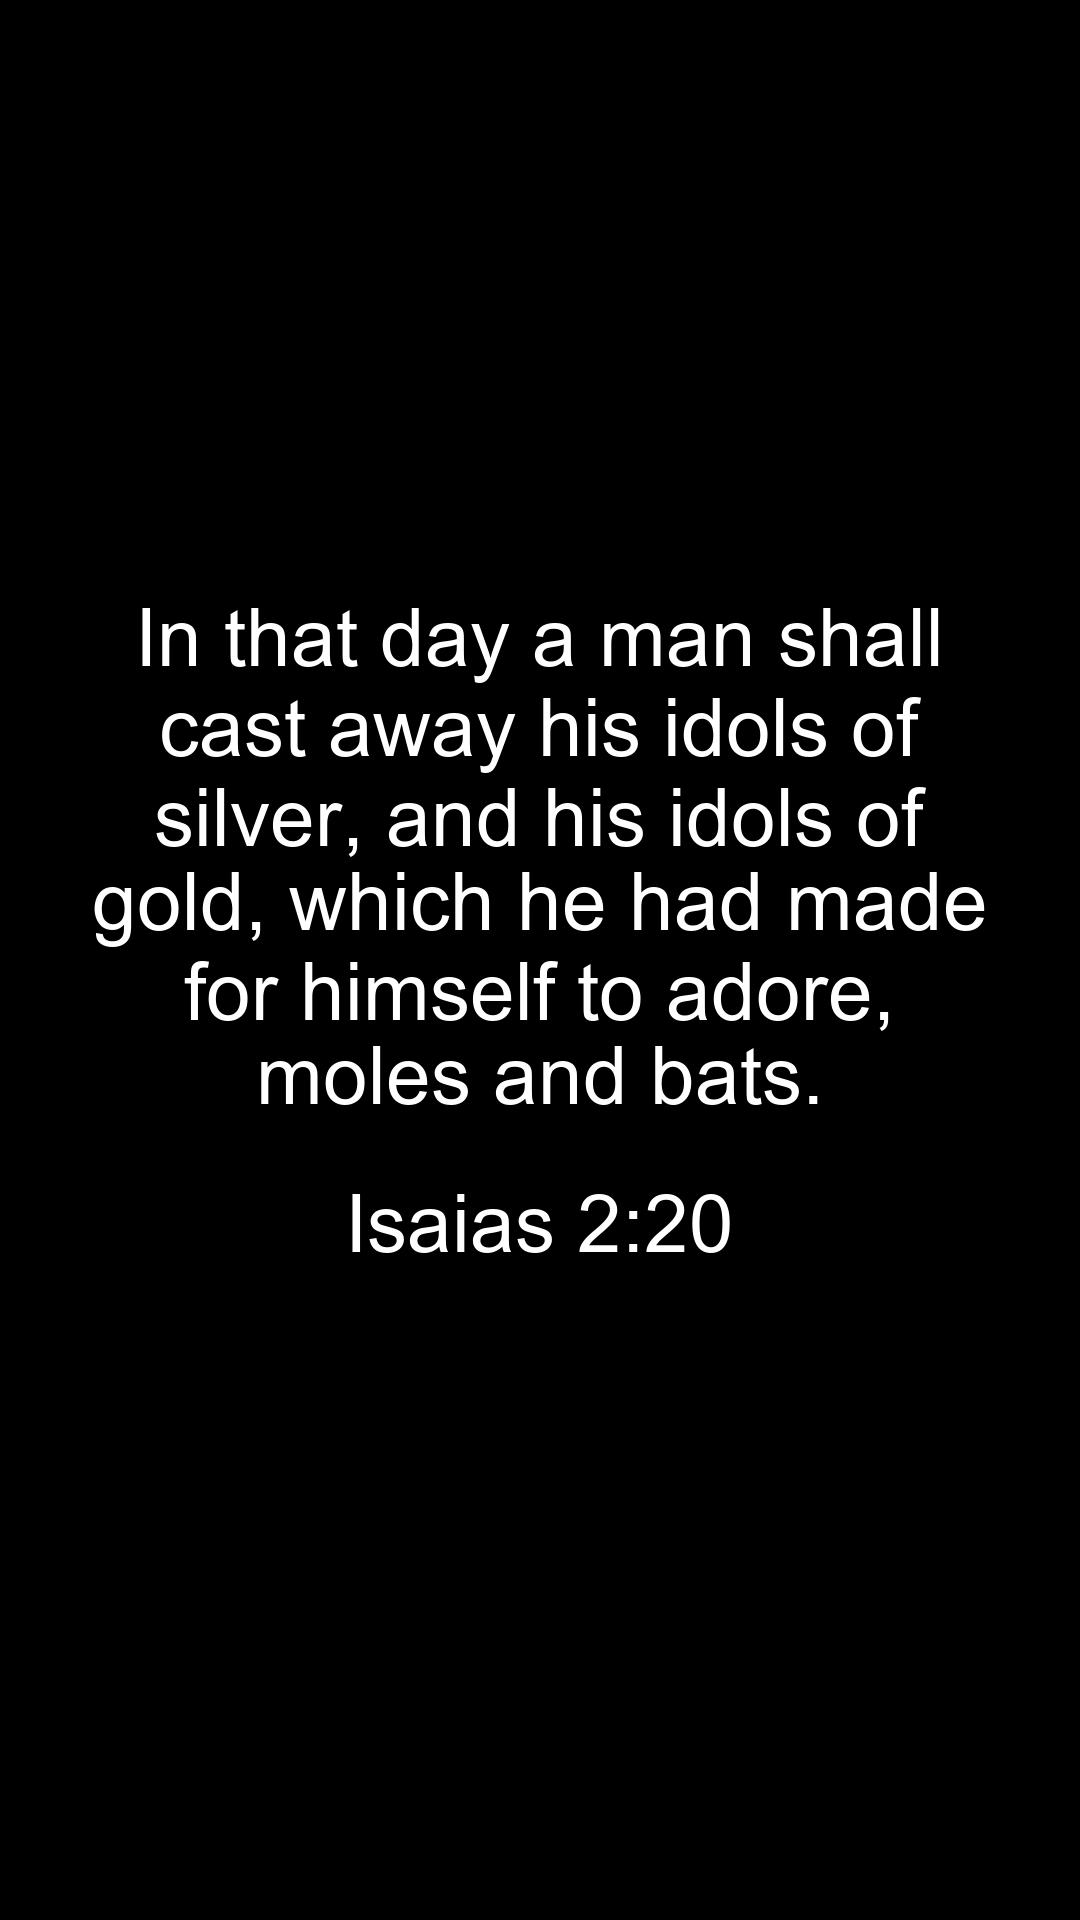 In that day a man shall
cast away his idols of
silver, and his idols of
gold, which he had made
for himself to adore,
moles and bats.
Isaias 2:20